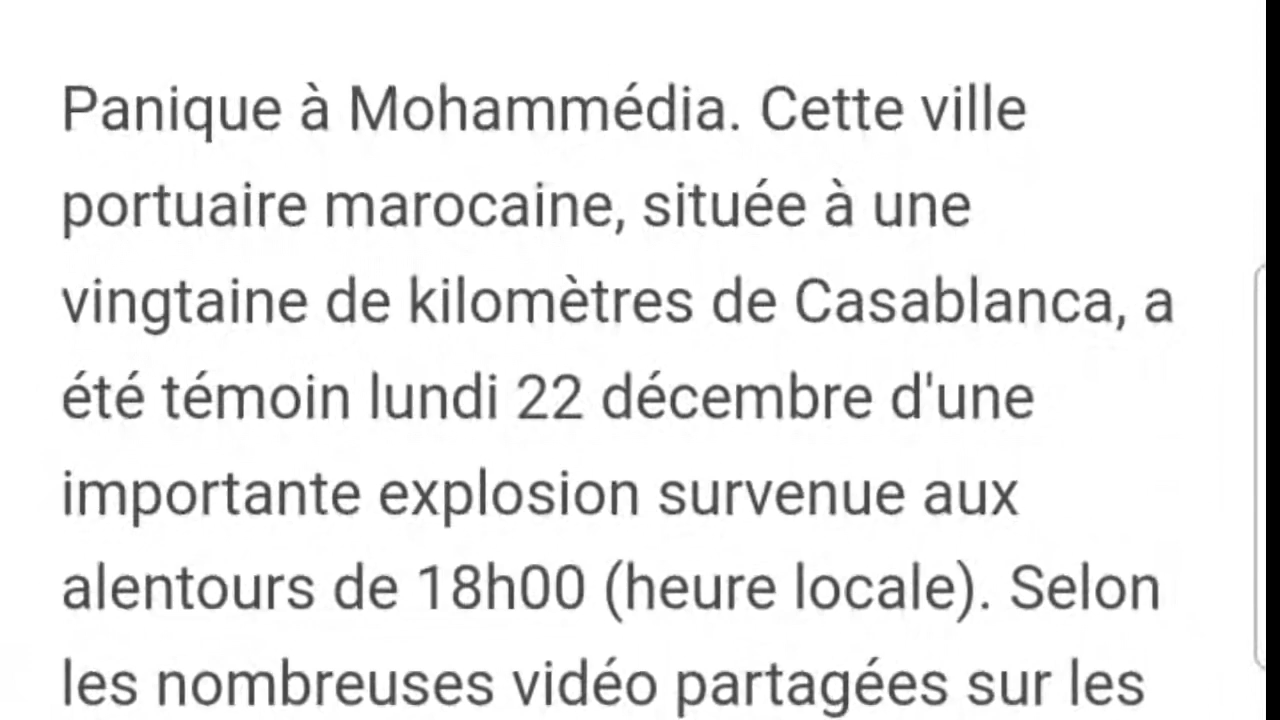 Panique à Mohammédia. Cette ville
portuaire marocaine, située à une
vingtaine de kilomètres de Casablanca, a
été témoin lundi 22 décembre d'une
importante explosion survenue aux
alentours de 18h00 (heure locale). Selon
les nombreuses vidéo partagées sur les